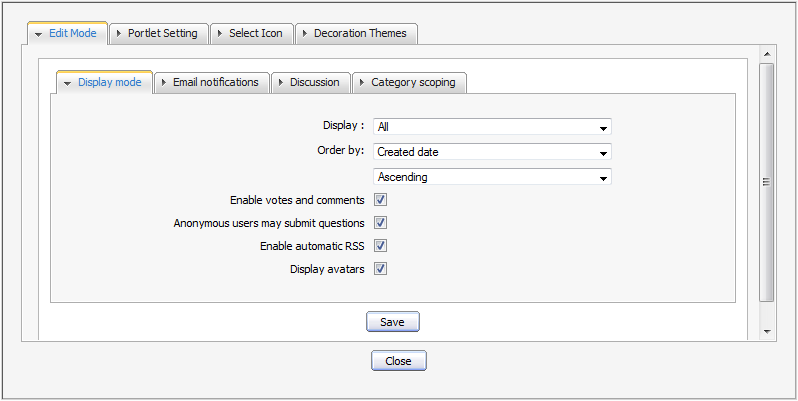 Edit Mode Portlet Setting Select Icon Decoration Themes
Display mode Email notifications Discussion Category scoping
Display : All
Order by: Created date
Ascending
Enable votes and comments
Anonymous users may submit questions
Enable automatic RSS
Display avatars
Save
Close